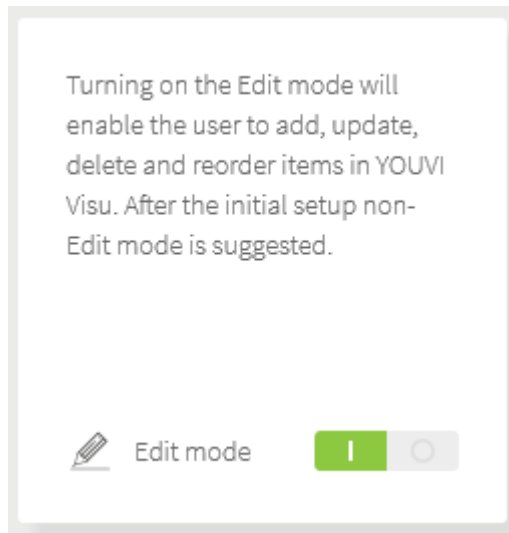 Turning on the Edit mode will
enable the user to add, update,
delete and reorder items in YOUVI
Visu. After the initial setup non-
Edit mode is suggested.
Edit mode